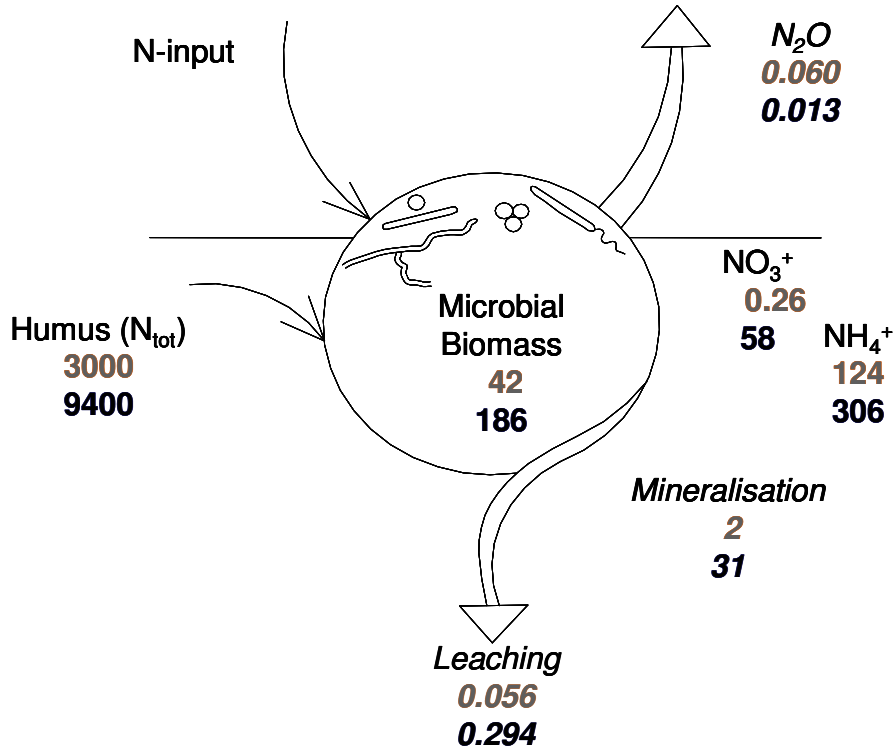 N-input
N₂O
0.060
0.013
NO₃⁺
0.26
58
NH₄⁺
124
306
Humus (Nₜₒₜ)
3000
9400
Microbial
Biomass
42
186
Mineralisation
2
31
Leaching
0.056
0.294